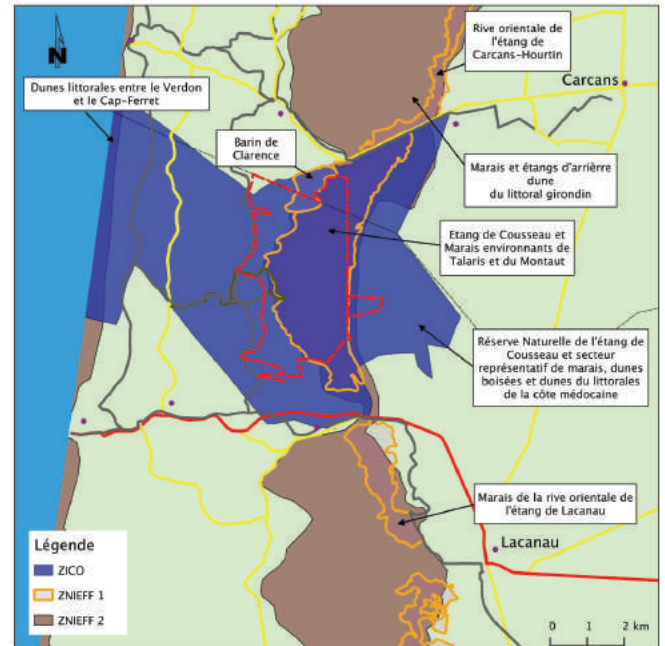 N
Rive orientale de
l'étang de
Carcans-Hourtin
Carcans
Dunes littorales entre le Verdon
et le Cap-Ferret
Barin de
Clarence
Marais et étangs d'arrièrre
dune
du littoral girondin
Etang de Cousseau et
Marais environnants de
Talaris et du Montaut
Réserve Naturelle de l'étang de
Cousseau et secteur
représentatif de marais, dunes
boisées et dunes du littorales
de la côte médocaine
Marais de la rive orientale de
l'étang de Lacanau
Lacanau
Légende
ZICO
ZNIEFF 1
ZNIEFF 2
0 1 2 km